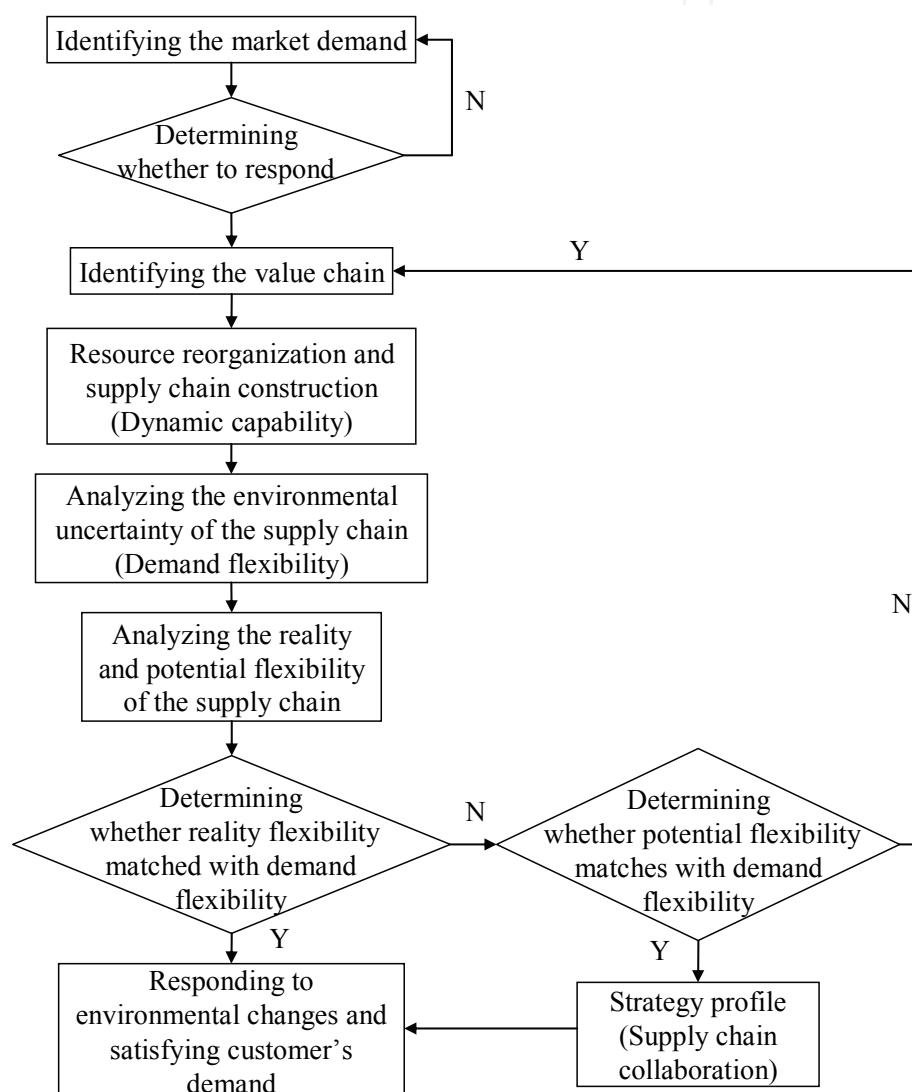 Identifying the market demand
N
Determining
whether to respond
Y
Identifying the value chain
Resource reorganization and
supply chain construction
(Dynamic capability)
Analyzing the environmental
uncertainty of the supply chain
(Demand flexibility)
N
Analyzing the reality
and potential flexibility
of the supply chain
Determining
whether reality flexibility
matched with demand
flexibility
N
Determining
whether potential flexibility
matches with demand
flexibility
Y
Y
Responding to
environmental changes and
satisfying customer's
demand
Strategy profile
(Supply chain
collaboration)